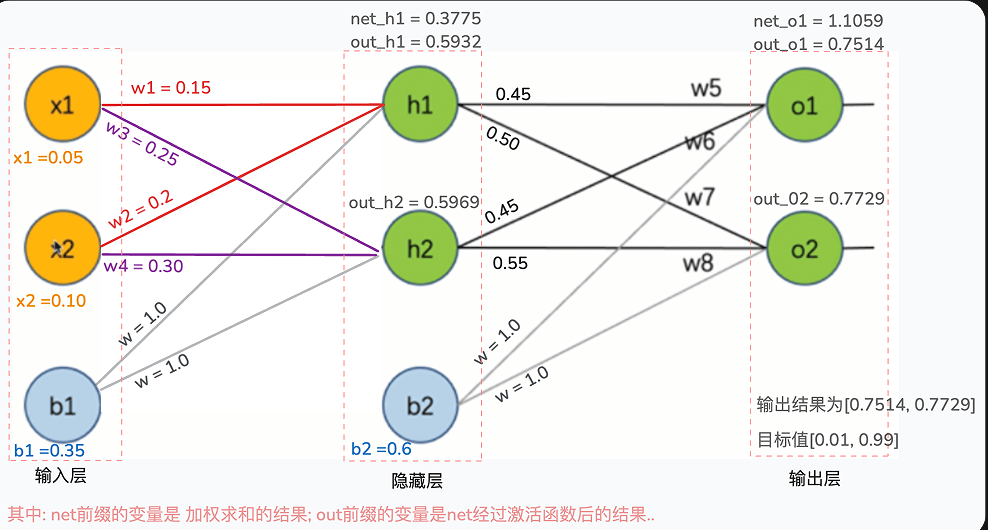 net_h1 = 0.3775
out_h1 = 0.5932
net_o1 = 1.1059
out_o1 = 0.7514
x1
w1 = 0.15
h1
0.45
w5
o1
w3 = 0.25
x1 =0.05
0.50
w6
w2 = 0.2
out_h2 = 0.5969
0.45
w7
out_02 = 0.7729
x2
w4 = 0.30
h2
0.55
w8
o2
x2 =0.10
w = 1.0
w = 1.0
w = 1.0
w = 1.0
b1
b2
输出结果为[0.7514, 0.7729]
目标值[0.01, 0.99]
b1 =0.35
b2 =0.6
输入层
隐藏层
输出层
其中: net前缀的变量是 加权求和的结果; out前缀的变量是net经过激活函数后的结果..